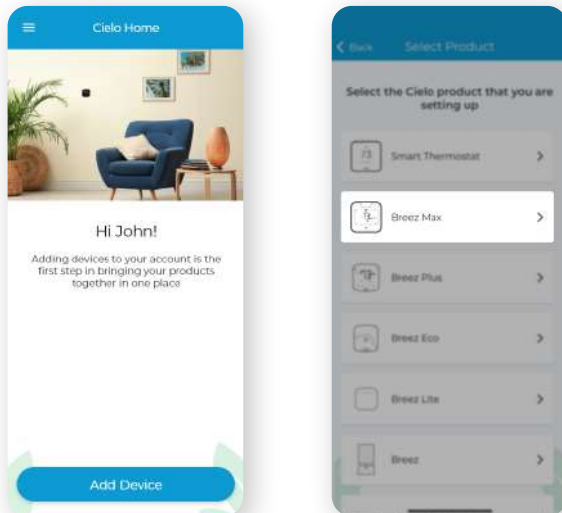 Cielo Home
Hi John!
Adding devices to your account is the
first step in bringing your products
together in one place
Add Device
Back
Select Product
Select the Cielo product that you are
setting up
73
Smart Thermostat
Breez Max
Breez Plus
Breez Eco
Breez Lite
Breez